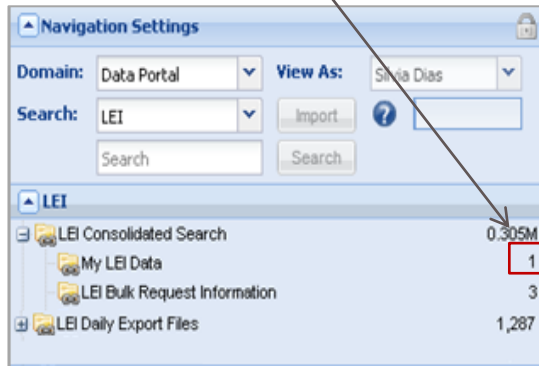 Navigation Settings
Domain: Data Portal View As: Silvia Dias
Search: LEI Import ?
Search Search
LEI
LEI Consolidated Search 0.305M
My LEI Data 1
LEI Bulk Request Information 3
LEI Daily Export Files 1,287